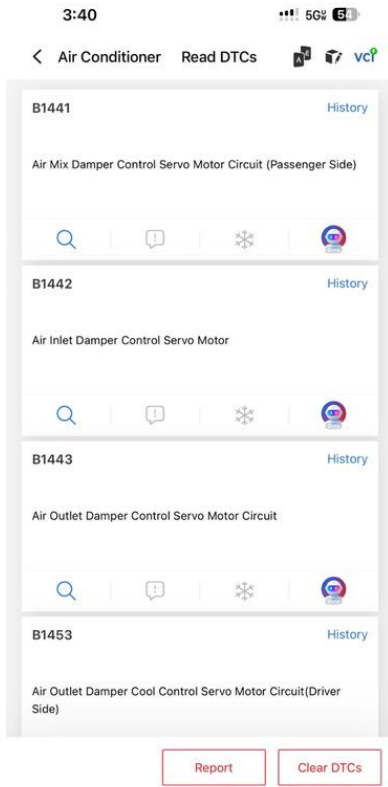 3:40
5G 54
Air Conditioner Read DTCs
A E
vci
B1441 History
Air Mix Damper Control Servo Motor Circuit (Passenger Side)
B1442 History
Air Inlet Damper Control Servo Motor
B1443 History
Air Outlet Damper Control Servo Motor Circuit
B1453 History
Air Outlet Damper Cool Control Servo Motor Circuit(Driver
Side)
Report Clear DTCs